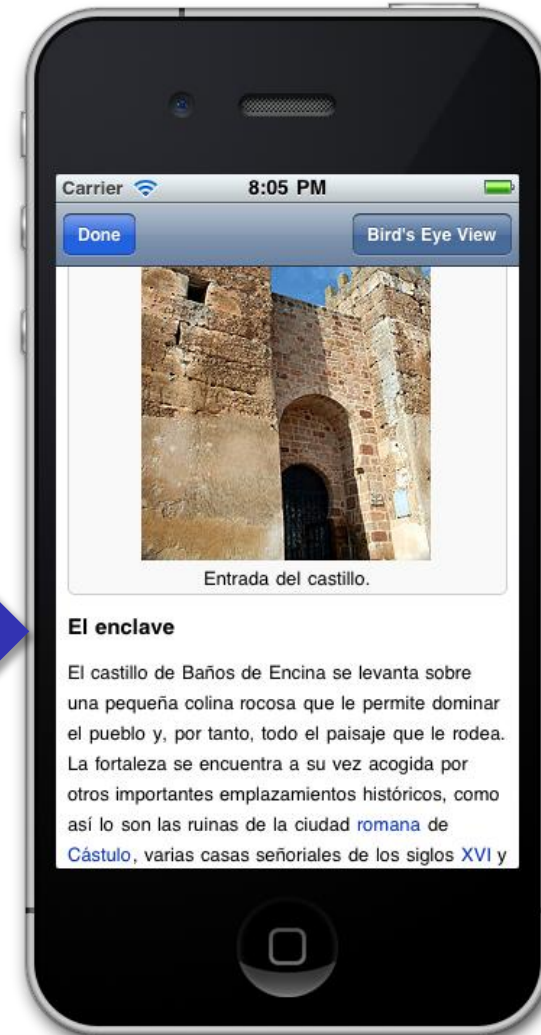 Carrier 8:05 PM
Done Bird's Eye View
Entrada del castillo.
El enclave
El castillo de Baños de Encina se levanta sobre
una pequeña colina rocosa que le permite dominar
el pueblo y, por tanto, todo el paisaje que le rodea.
La fortaleza se encuentra a su vez acogida por
otros importantes emplazamientos históricos, como
así lo son las ruinas de la ciudad romana de
Cástulo, varias casas señoriales de los siglos XVI y